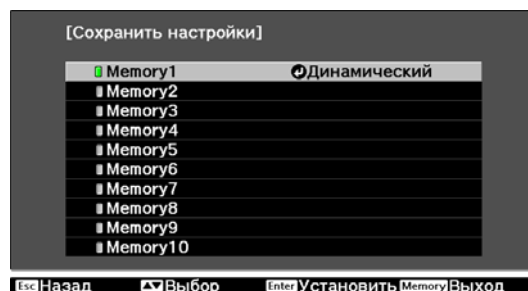 [Сохранить настройки]
Memory1 Динамический
Memory2
Memory3
Memory4
Memory5
Memory6
Memory7
Memory8
Memory9
Memory10
Esc Назад Выбор Enter Установить Memory Выход